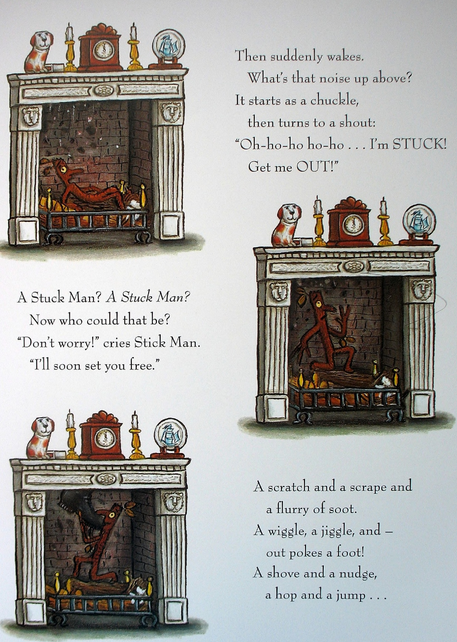 Then suddenly wakes.
What's that noise up above?
It starts as a chuckle,
then turns to a shout:
“Oh-ho-ho ho-ho . . . I'm STUCK!
Get me OUT!”
A Stuck Man? A Stuck Man?
Now who could that be?
“Don't worry!” cries Stick Man.
“I'll soon set you free.”
A scratch and a scrape and
a flurry of soot.
A wiggle, a jiggle, and –
out pokes a foot!
A shove and a nudge,
a hop and a jump . . .